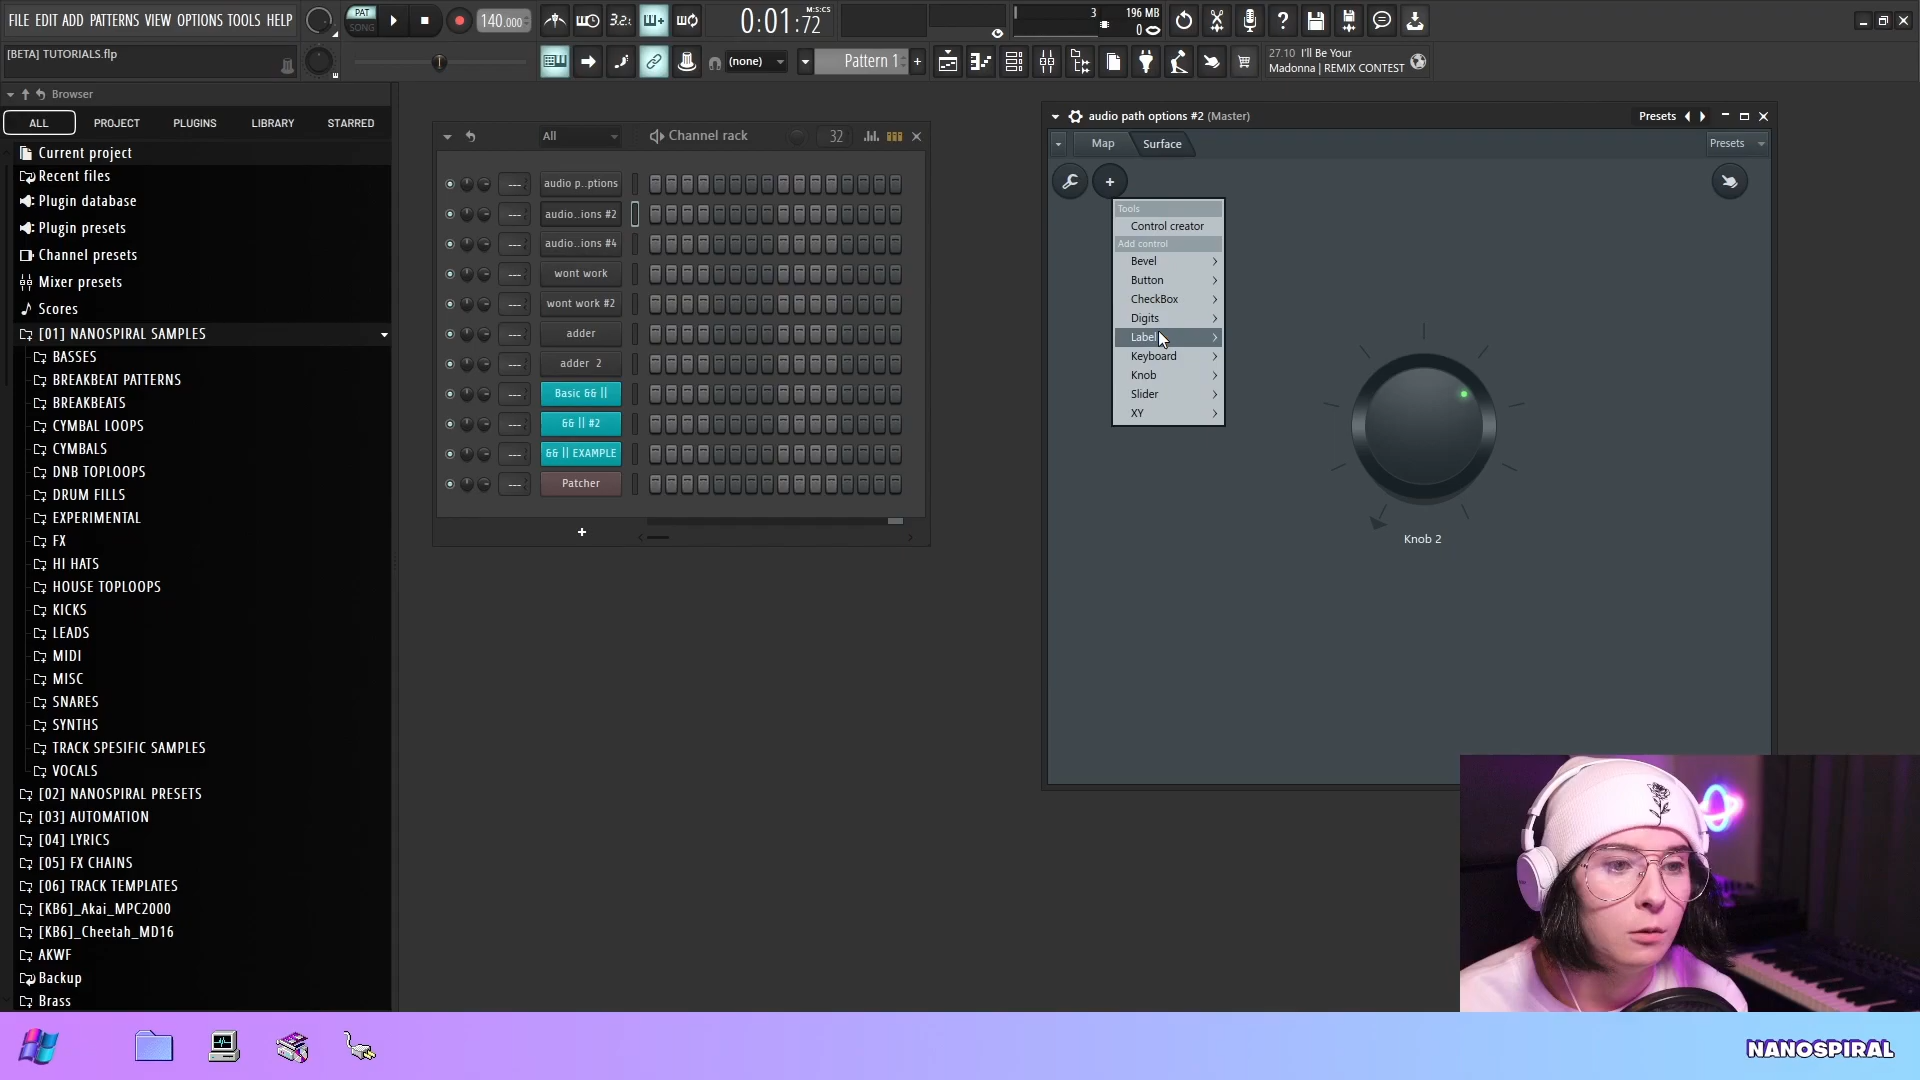 FILE EDIT ADD PATTERNS VIEW OPTIONS TOOLS HELP
PAT
SONG
140.000
3.2.
0:01:72
M:S:CS
3
196 MB
0
[BETA] TUTORIALS.flp
(none)
Pattern 1
27.10 I'll Be Your
Madonna | REMIX CONTEST
Browser
ALL
PROJECT
PLUGINS
LIBRARY
STARRED
Current project
Recent files
Plugin database
Plugin presets
Channel presets
Mixer presets
Scores
[01] NANOSPIRAL SAMPLES
BASSES
BREAKBEAT PATTERNS
BREAKBEATS
CYMBAL LOOPS
CYMBALS
DNB TOPLOOPS
DRUM FILLS
EXPERIMENTAL
FX
HI HATS
HOUSE TOPLOOPS
KICKS
LEADS
MIDI
MISC
SNARES
SYNTHS
TRACK SPESIFIC SAMPLES
VOCALS
[02] NANOSPIRAL PRESETS
[03] AUTOMATION
[04] LYRICS
[05] FX CHAINS
[06] TRACK TEMPLATES
[KB6]_Akai_MPC2000
[KB6]_Cheetah_MD16
AKWF
Backup
Brass
All
Channel rack
32
audio p..ptions
audio..ions #2
audio..ions #4
wont work
wont work #2
adder
adder 2
Basic && ||
&& || #2
&& || EXAMPLE
Patcher
audio path options #2 (Master)
Presets
Map
Surface
Presets
Tools
Control creator
Add control
Bevel
Button
CheckBox
Digits
Label
Keyboard
Knob
Slider
XY
Knob 2
NANOSPIRAL